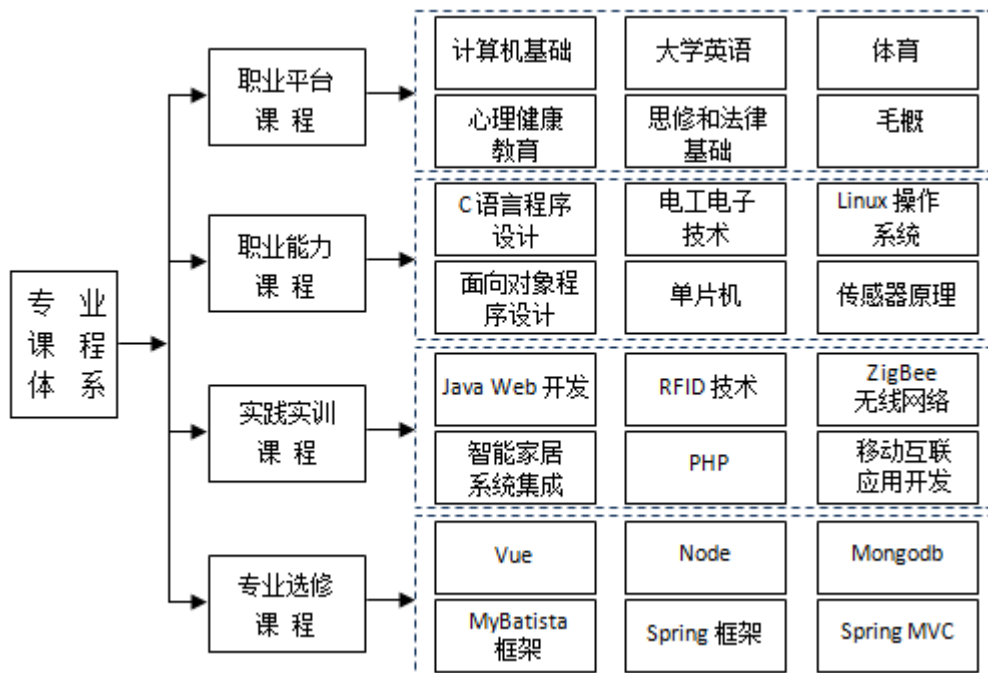 专 业
课 程
体 系
职业平台
课 程
计算机基础
大学英语
体育
心理健康
教育
思修和法律
基础
毛概
职业能力
课 程
C 语言程序
设计
电工电子
技术
Linux 操作
系统
面向对象程
序设计
单片机
传感器原理
实践实训
课 程
Java Web 开发
RFID 技术
ZigBee
无线网络
智能家居
系统集成
PHP
移动互联
应用开发
专业选修
课 程
Vue
Node
Mongodb
MyBatista
框架
Spring 框架
Spring MVC